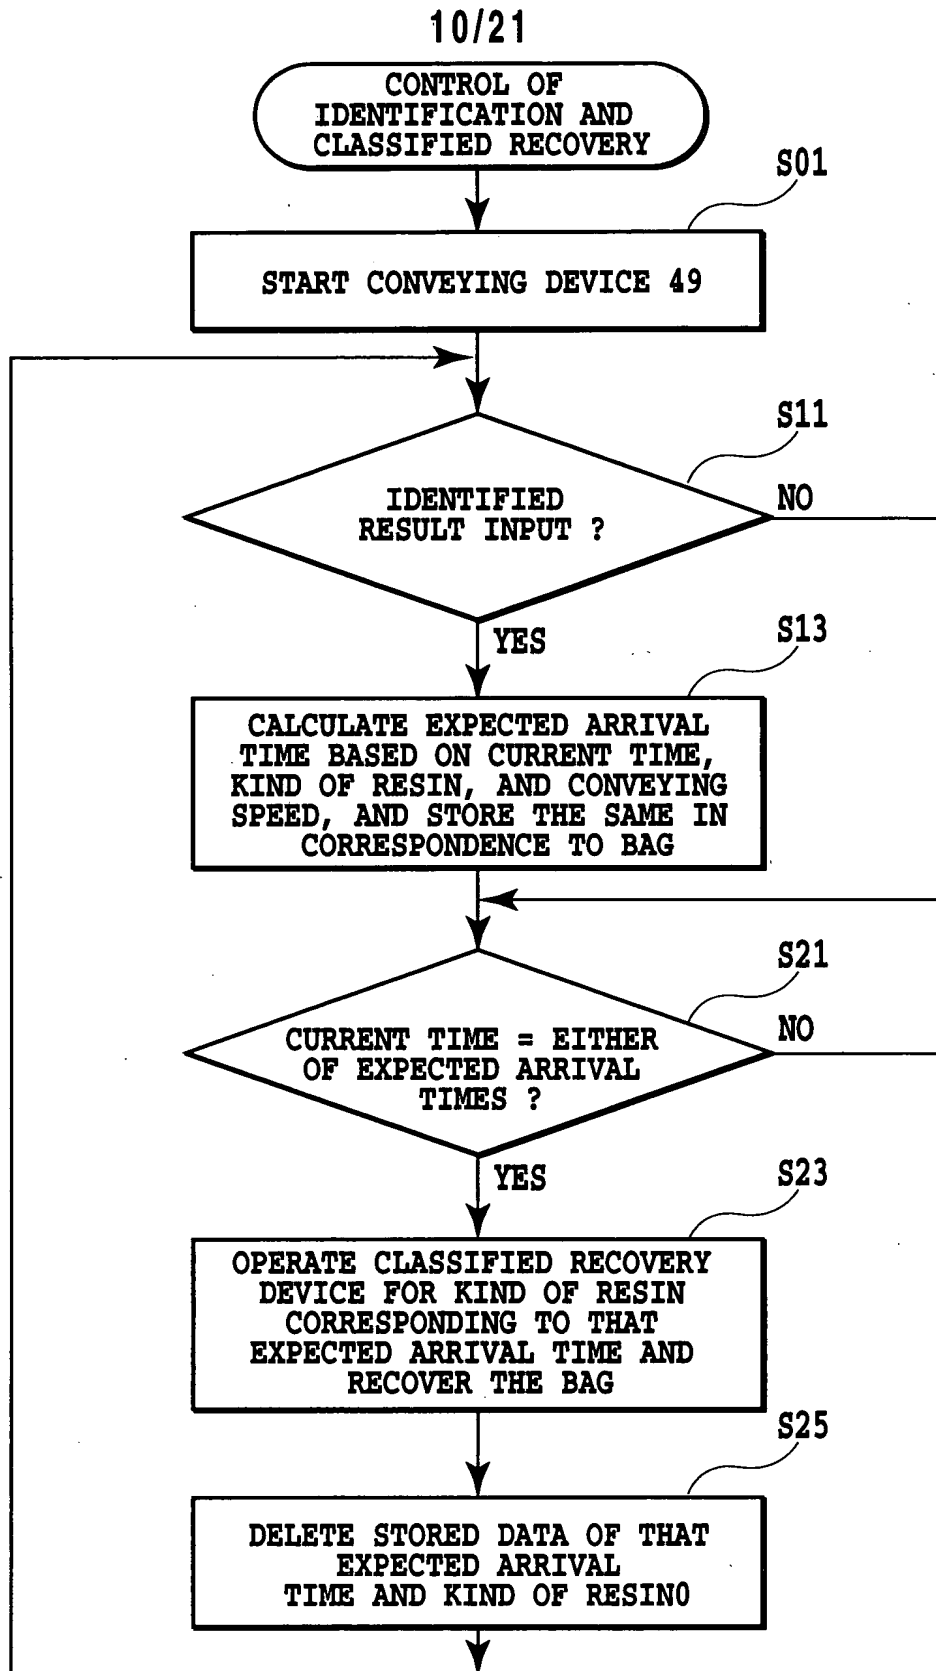 10/21
CONTROL OF
IDENTIFICATION AND
CLASSIFIED RECOVERY
S01
START CONVEYING DEVICE 49
S11
IDENTIFIED
RESULT INPUT ?
NO
YES
S13
CALCULATE EXPECTED ARRIVAL
TIME BASED ON CURRENT TIME,
KIND OF RESIN, AND CONVEYING
SPEED, AND STORE THE SAME IN
CORRESPONDENCE TO BAG
S21
CURRENT TIME = EITHER
OF EXPECTED ARRIVAL
TIMES ?
NO
YES
S23
OPERATE CLASSIFIED RECOVERY
DEVICE FOR KIND OF RESIN
CORRESPONDING TO THAT
EXPECTED ARRIVAL TIME AND
RECOVER THE BAG
S25
DELETE STORED DATA OF THAT
EXPECTED ARRIVAL
TIME AND KIND OF RESIN0